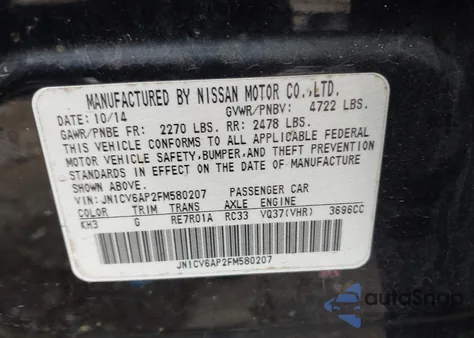 MANUFACTURED BY NISSAN MOTOR CO.,LTD.
DATE: 10/14 GVWR/PNBV: 4722 LBS.
GAWR/PNBE FR: 2270 LBS. RR: 2478 LBS.
THIS VEHICLE CONFORMS TO ALL APPLICABLE FEDERAL
MOTOR VEHICLE SAFETY, BUMPER, AND THEFT PREVENTION
STANDARDS IN EFFECT ON THE DATE OF MANUFACTURE
SHOWN ABOVE.
VIN: JN1CV6AP2FM580207 PASSENGER CAR
COLOR TRIM TRANS AXLE ENGINE
KH3 G RE7R01A RC33 VQ37(VHR) 3696CC
JN1CV6AP2FM580207
autoSnap